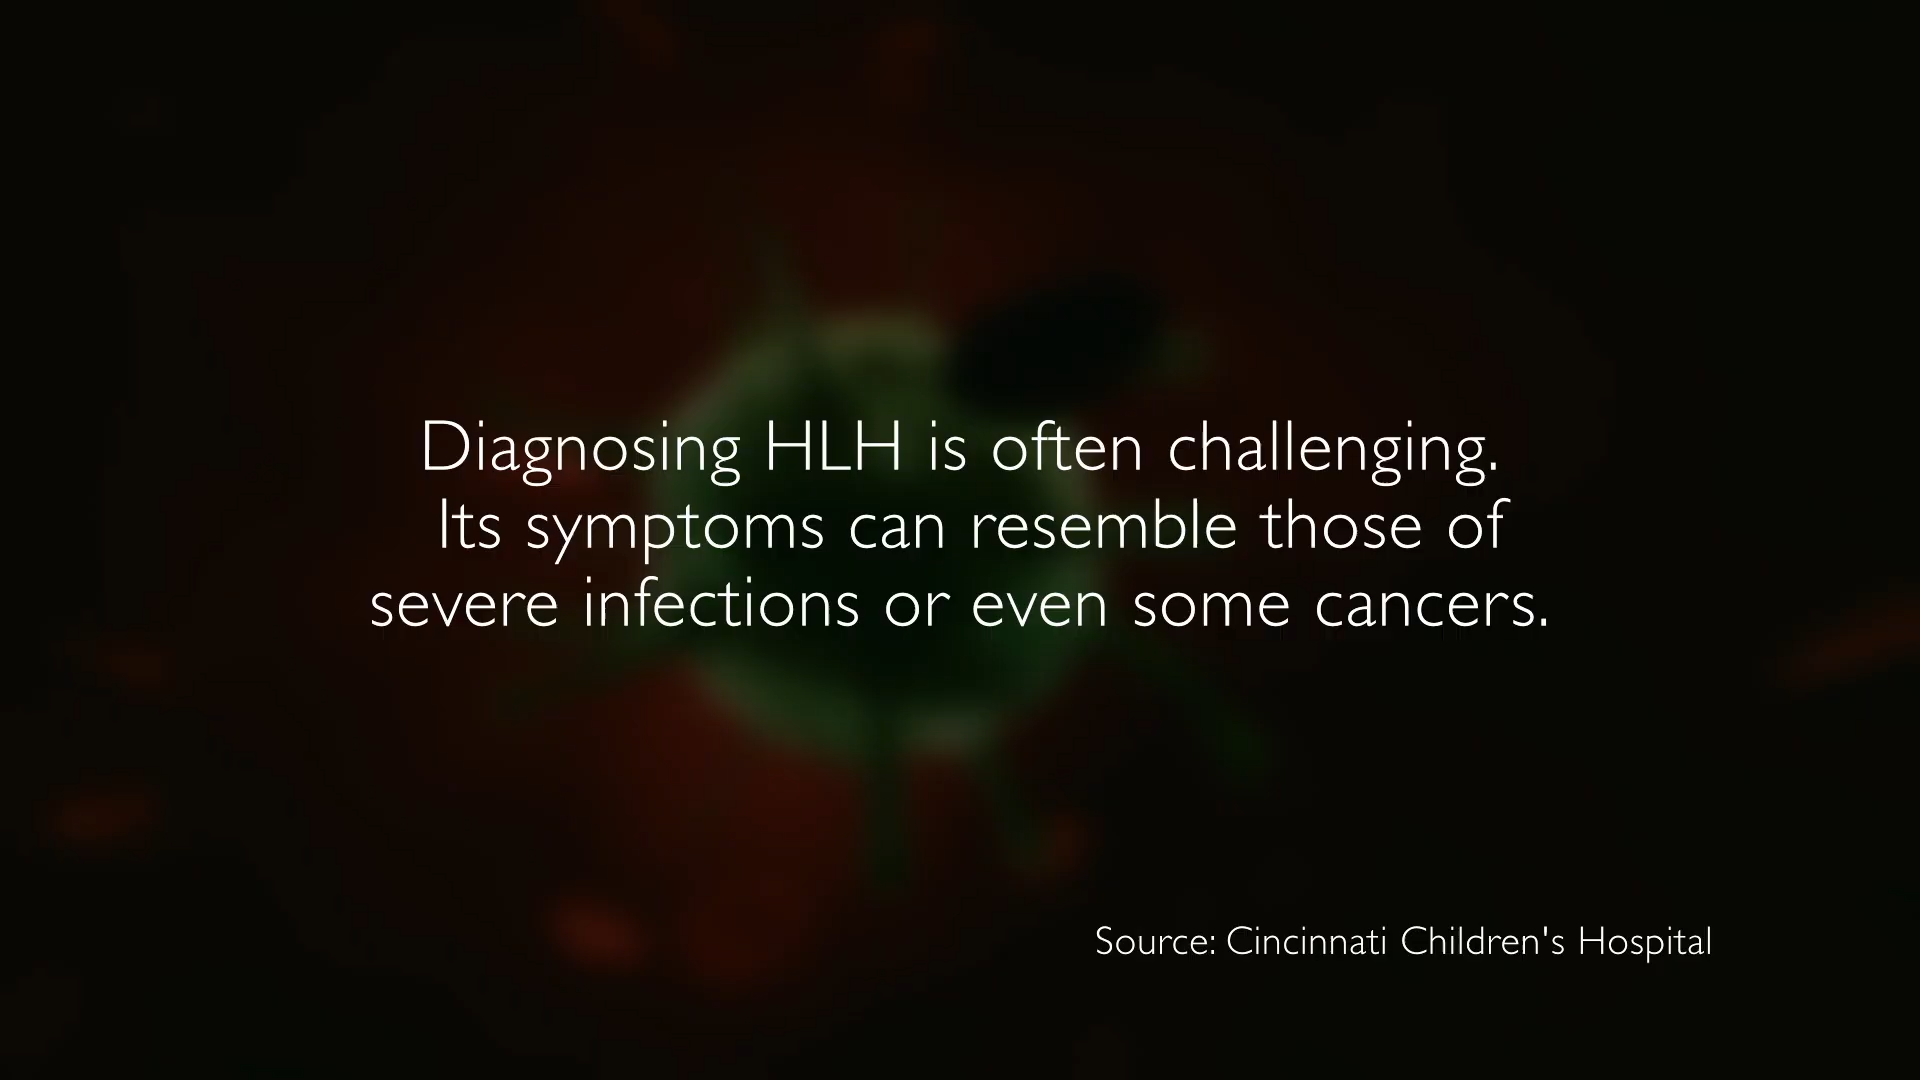 Diagnosing HLH is often challenging.
Its symptoms can resemble those of
severe infections or even some cancers.
Source: Cincinnati Children's Hospital